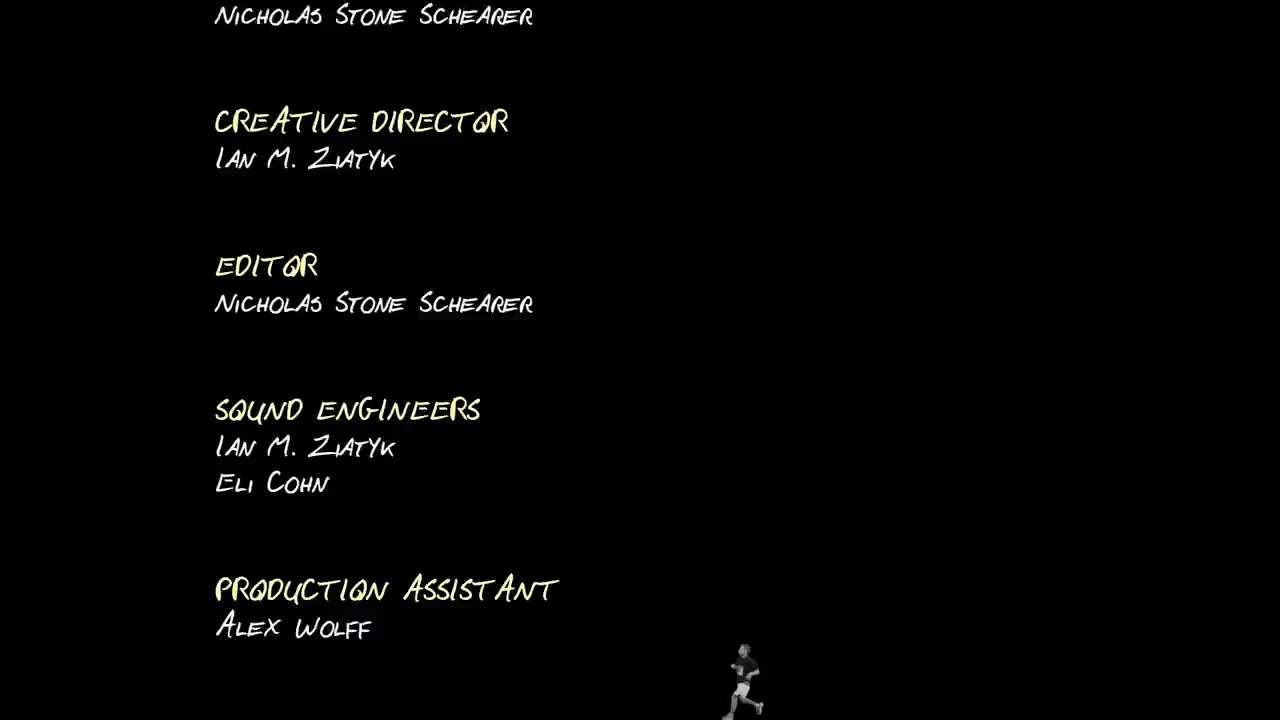 Nicholas Stone Schearer
CREATIVE DIRECTOR
Ian M. Ziatyk
EDITOR
Nicholas Stone Schearer
SOUND ENGINEERS
Ian M. Ziatyk
Eli Cohn
PRODUCTION ASSISTANT
Alex Wolff